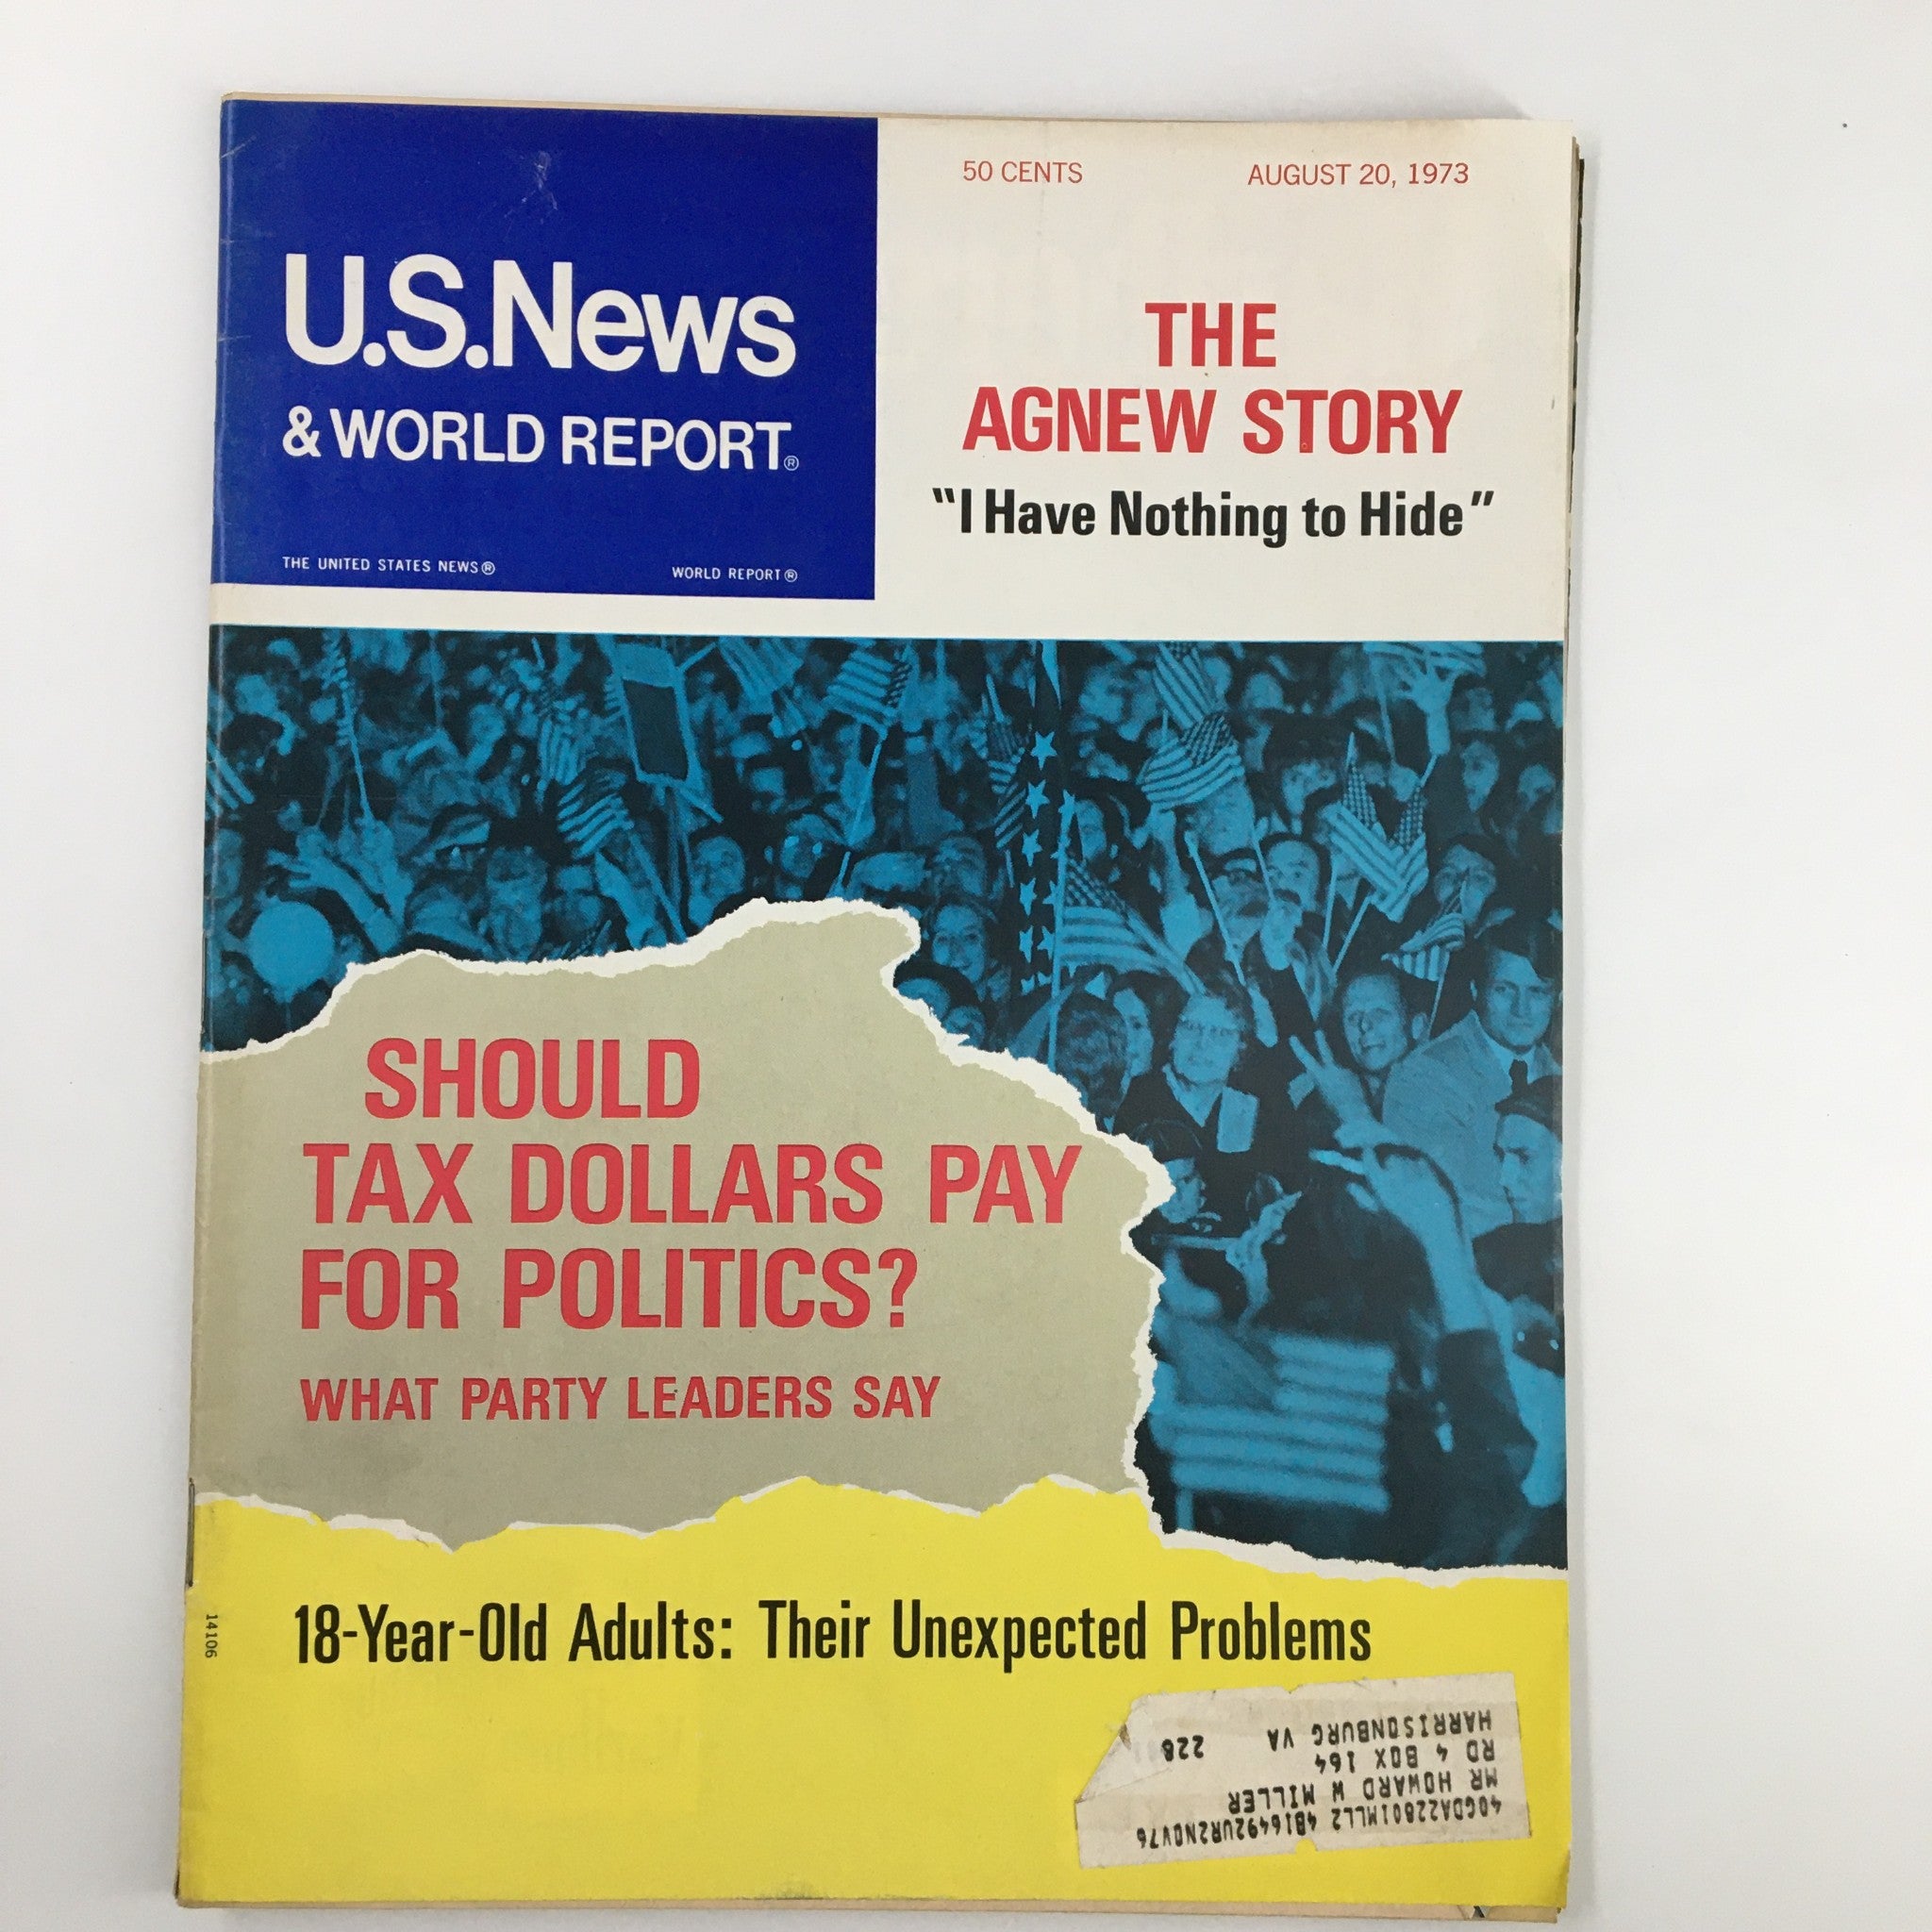 50 CENTS AUGUST 20, 1973
U.S.News
& WORLD REPORT®
THE UNITED STATES NEWS® WORLD REPORT®
THE
AGNEW STORY
"I Have Nothing to Hide"
SHOULD
TAX DOLLARS PAY
FOR POLITICS?
WHAT PARTY LEADERS SAY
18-Year-Old Adults: Their Unexpected Problems
14106
40GDA22801MLL2 4B16492UR2NOV76
MR HOWARD W MILLER
RD 4 BOX 164
HARRISONBURG VA 228